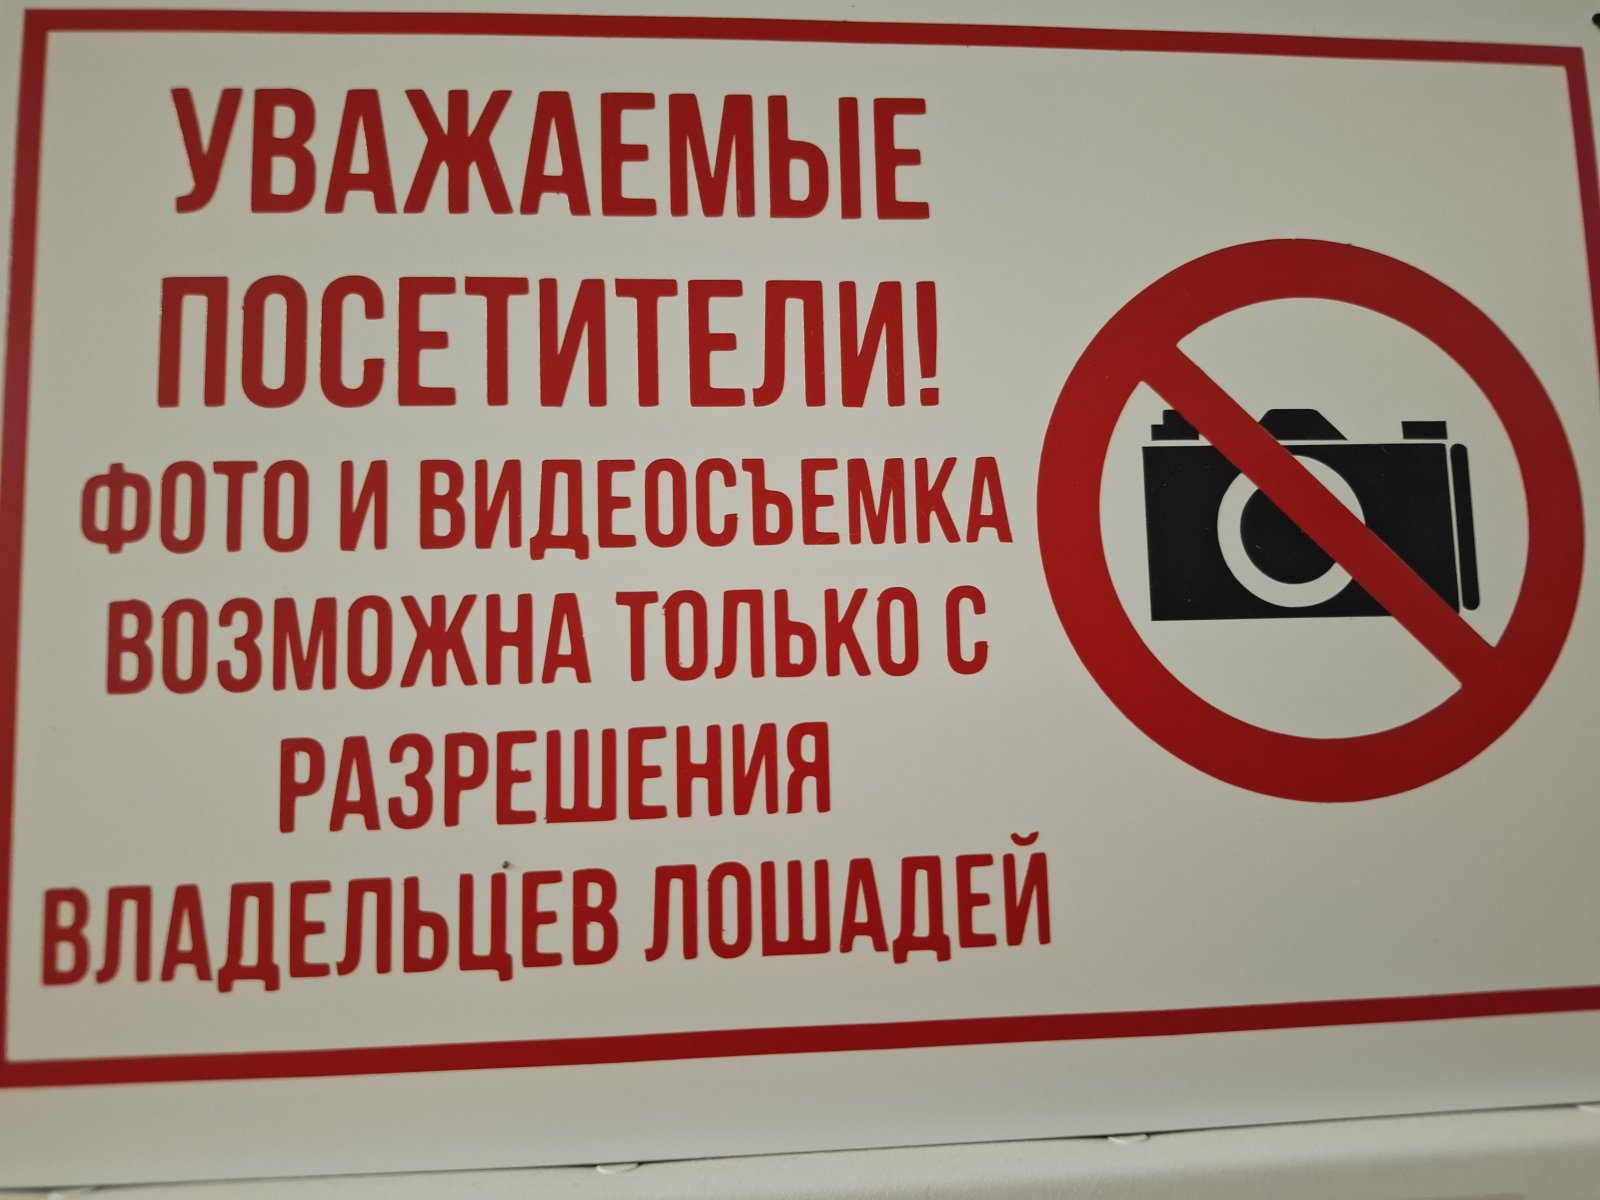 УВАЖАЕМЫЕ
ПОСЕТИТЕЛИ!
ФОТО И ВИДЕОСЪЕМКА
ВОЗМОЖНА ТОЛЬКО С
РАЗРЕШЕНИЯ
ВЛАДЕЛЬЦЕВ ЛОШАДЕЙ